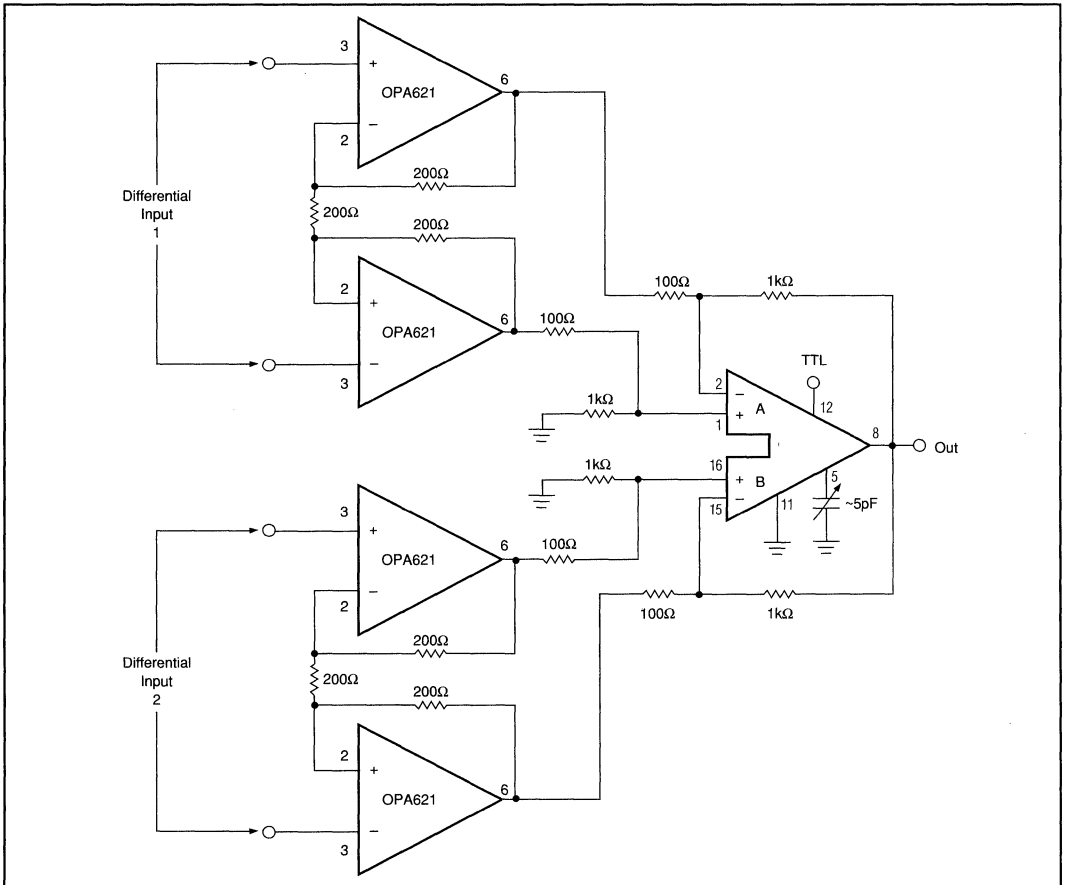 3
+
6
OPA621
−
2
200Ω
Differential
Input
1
200Ω
200Ω
2
+
6
OPA621
100Ω
−
3
100Ω
1kΩ
TTL
1kΩ
2
−
A
12
+
1
8
Out
1kΩ
16
+
B
5
−
15
11
~5pF
3
+
6
100Ω
OPA621
−
2
100Ω
1kΩ
200Ω
Differential
Input
2
200Ω
200Ω
2
+
6
OPA621
−
3